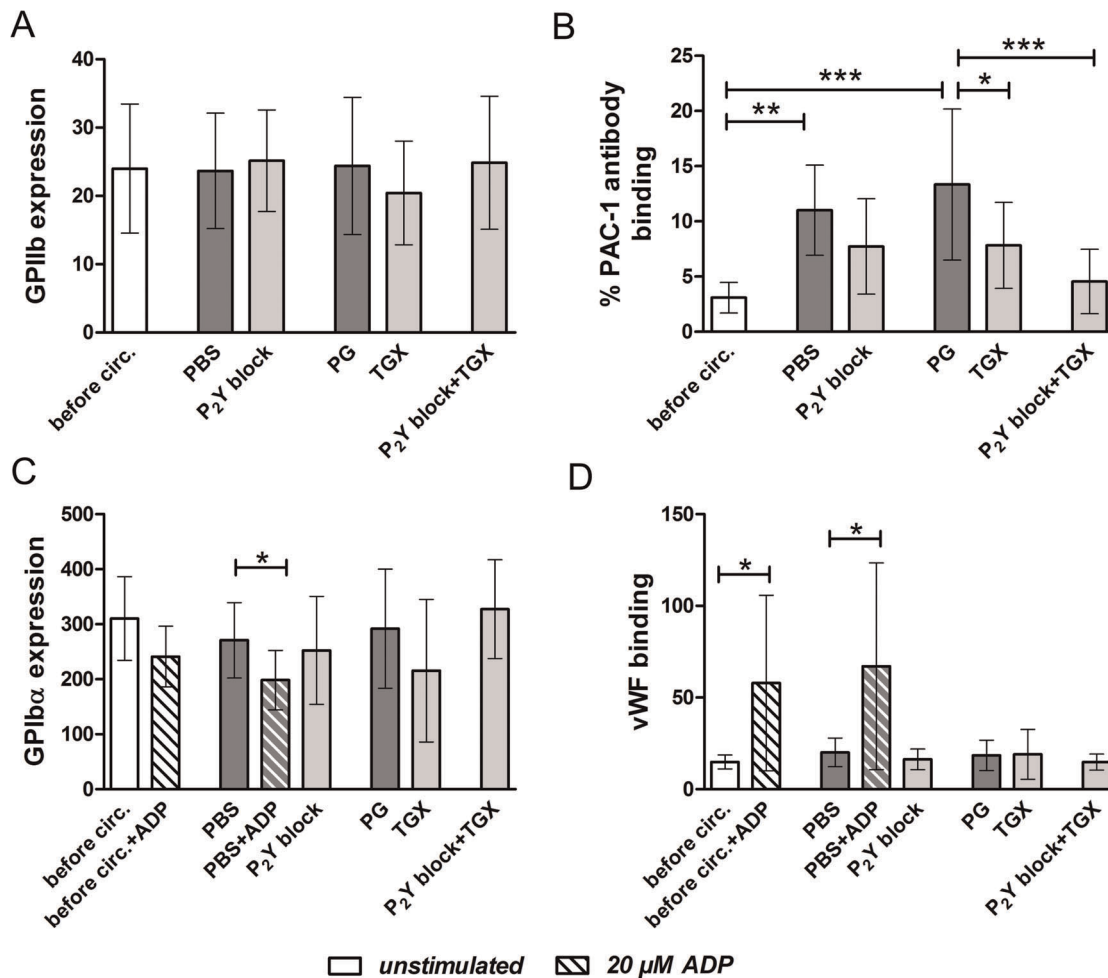 A
GPIIb expression
40
30
20
10
0
before circ.
PBS
P₂Y block
PG
TGX
P₂Y block+TGX
B
% PAC-1 antibody
binding
25
20
15
10
5
0
***
***
*
**
before circ.
PBS
P₂Y block
PG
TGX
P₂Y block+TGX
C
GPIbα expression
500
400
300
200
100
0
*
before circ.
before circ.+ADP
PBS
PBS+ADP
P₂Y block
PG
TGX
P₂Y block+TGX
D
vWF binding
150
100
50
0
*
*
before circ.
before circ.+ADP
PBS
PBS+ADP
P₂Y block
PG
TGX
P₂Y block+TGX
unstimulated
20 µM ADP